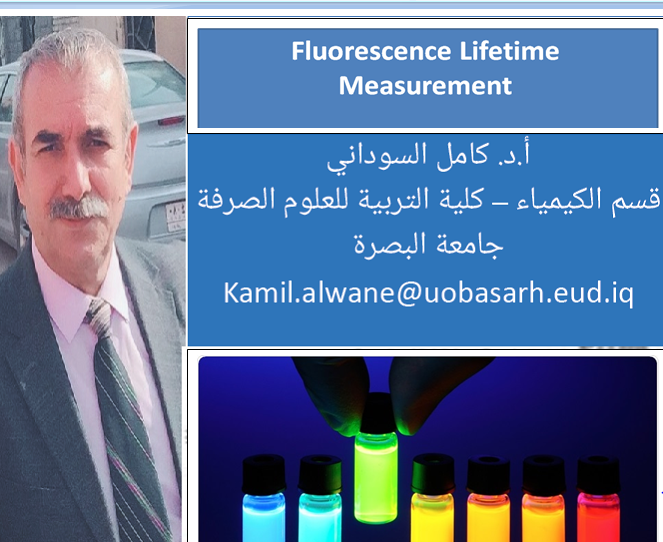 Fluorescence Lifetime
Measurement
أ.د. كامل السوداني
قسم الكيمياء – كلية التربية للعلوم الصرفة
جامعة البصرة
Kamil.alwane@uobasarh.eud.iq